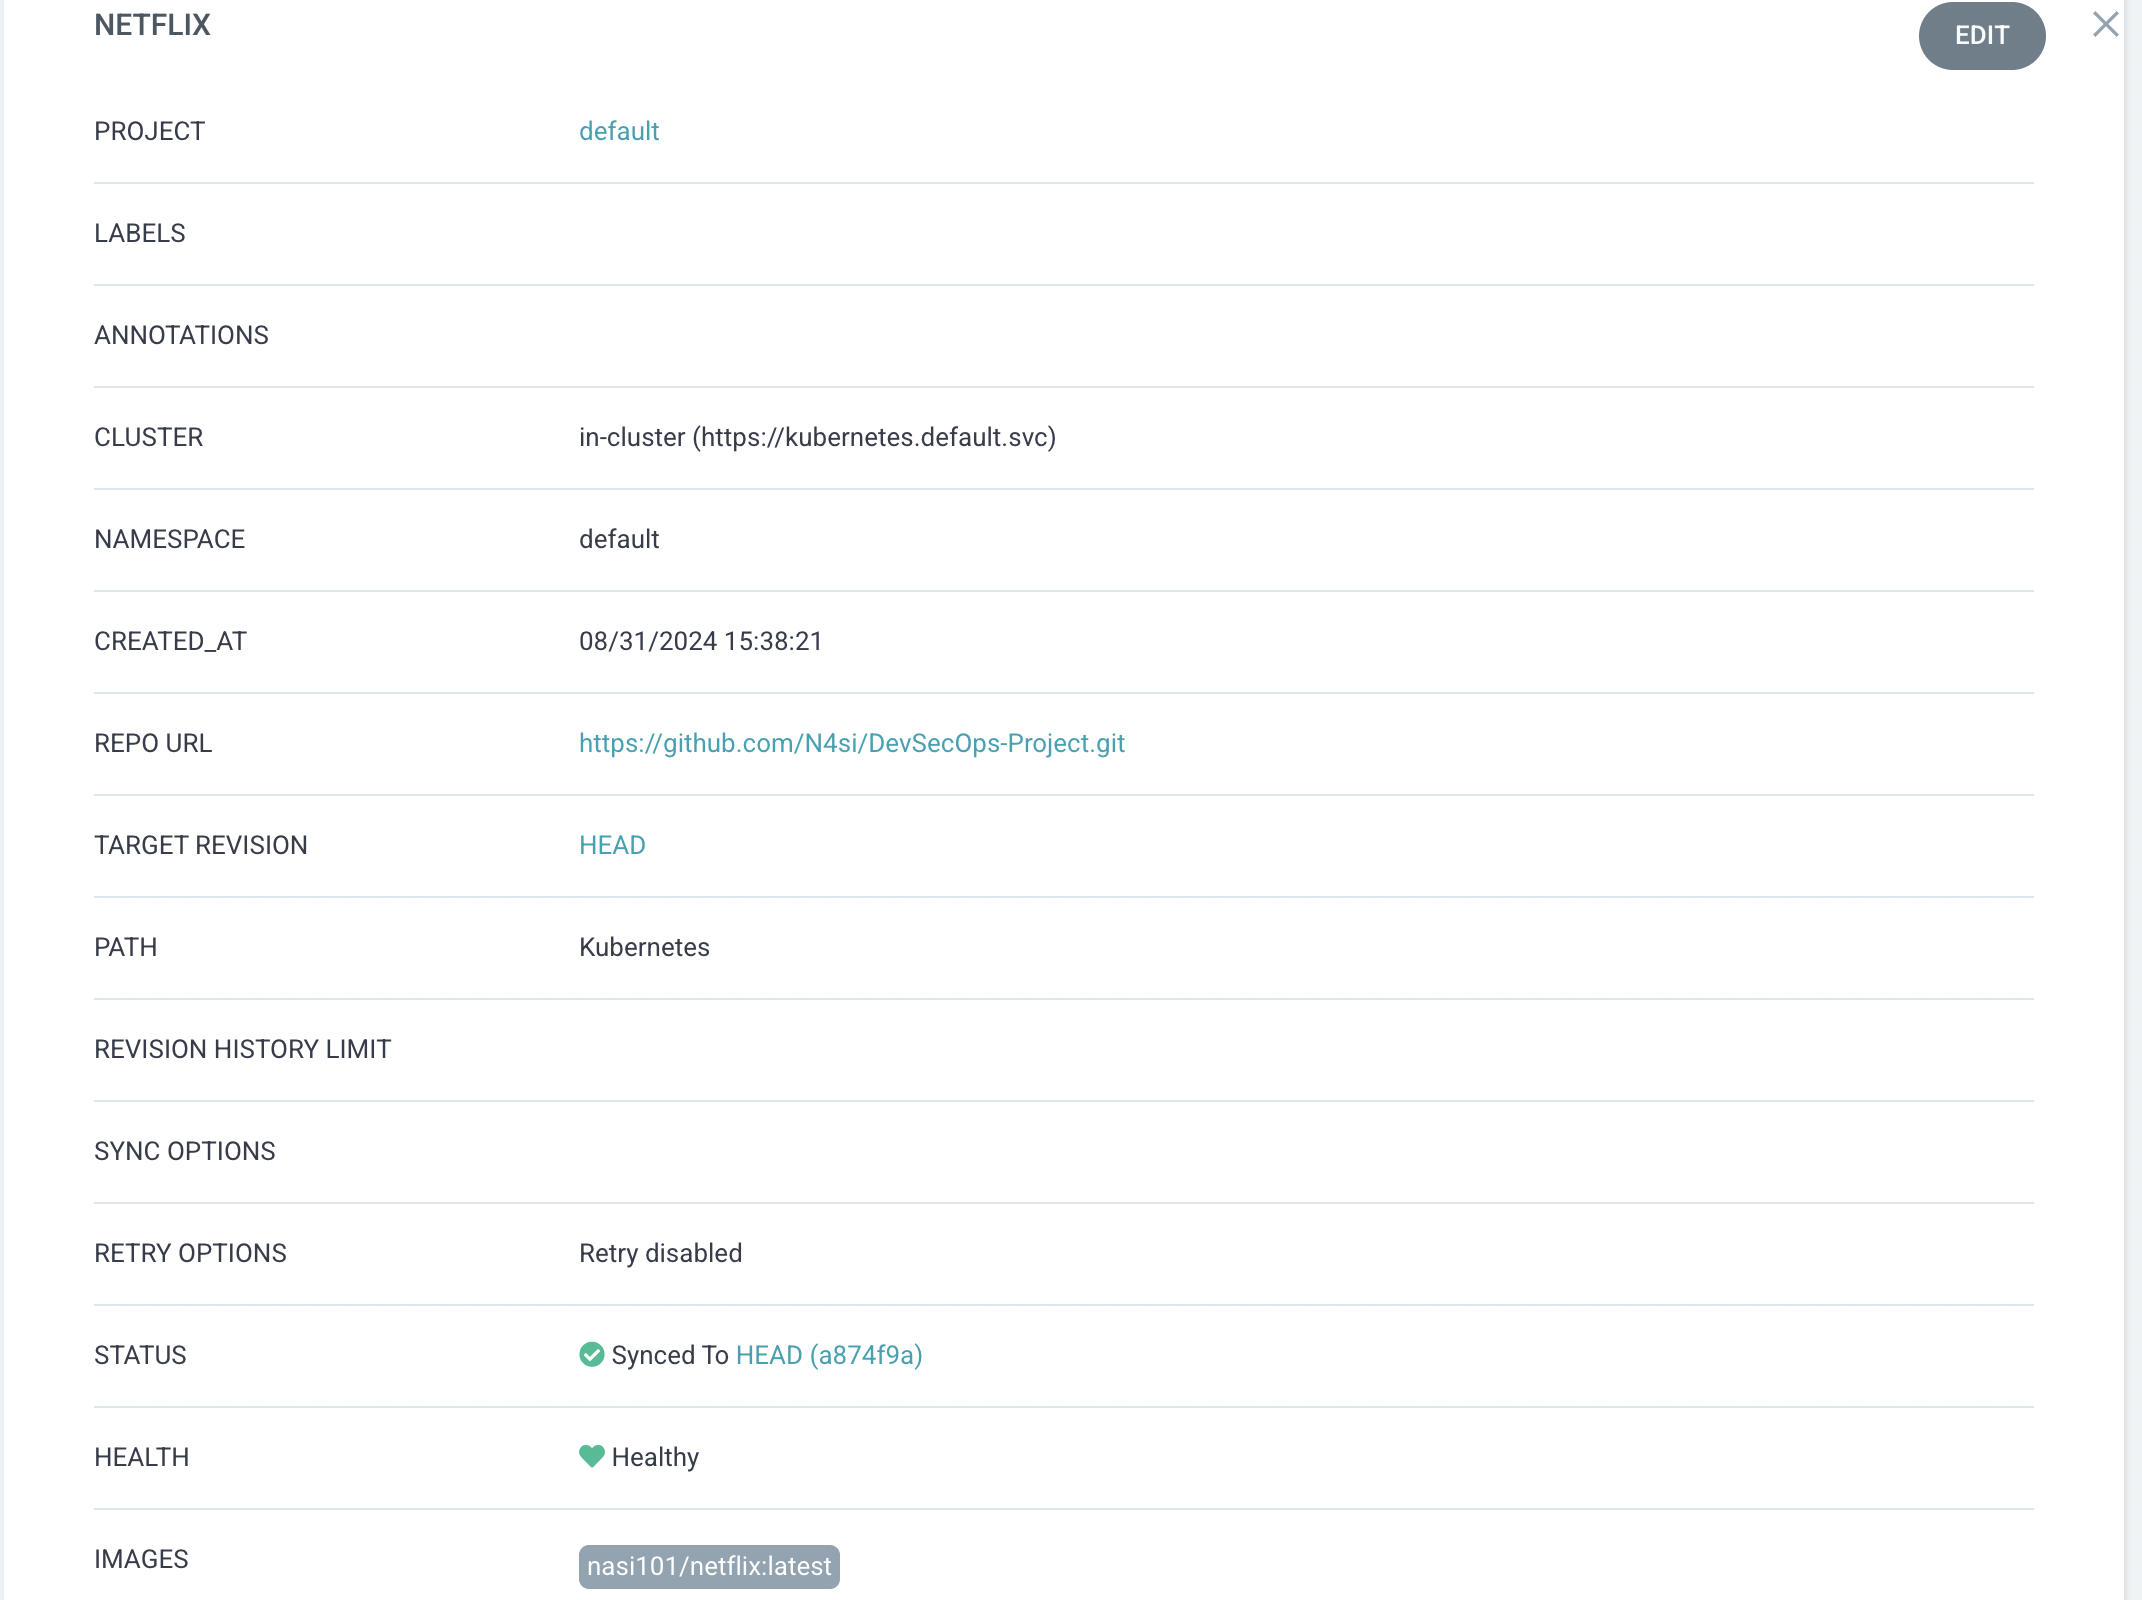 NETFLIX
EDIT
PROJECT default
LABELS
ANNOTATIONS
CLUSTER in-cluster (https://kubernetes.default.svc)
NAMESPACE default
CREATED_AT 08/31/2024 15:38:21
REPO URL https://github.com/N4si/DevSecOps-Project.git
TARGET REVISION HEAD
PATH Kubernetes
REVISION HISTORY LIMIT
SYNC OPTIONS
RETRY OPTIONS Retry disabled
STATUS Synced To HEAD (a874f9a)
HEALTH Healthy
IMAGES nasi101/netflix:latest